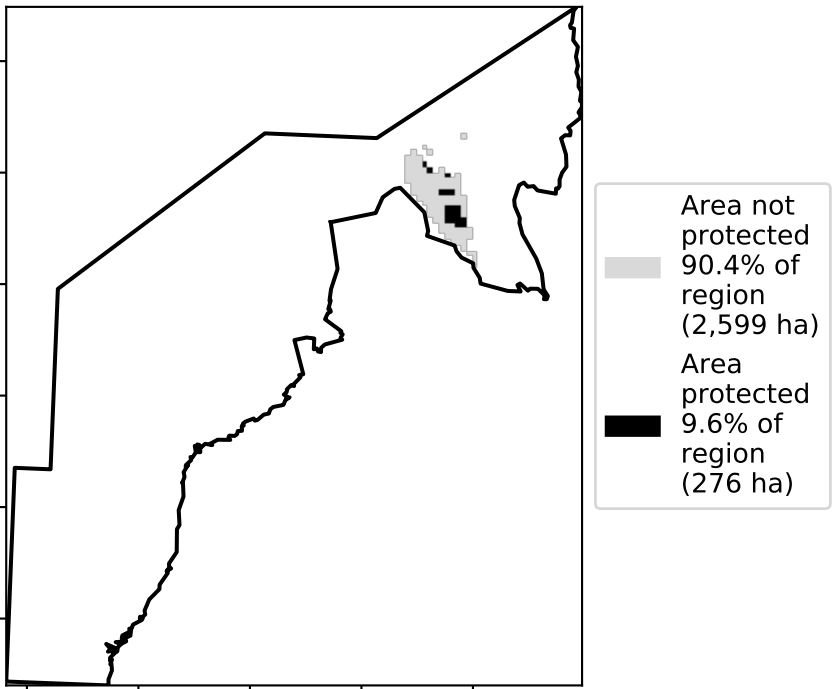 Area not
protected
90.4% of
region
(2,599 ha)
Area
protected
9.6% of
region
(276 ha)